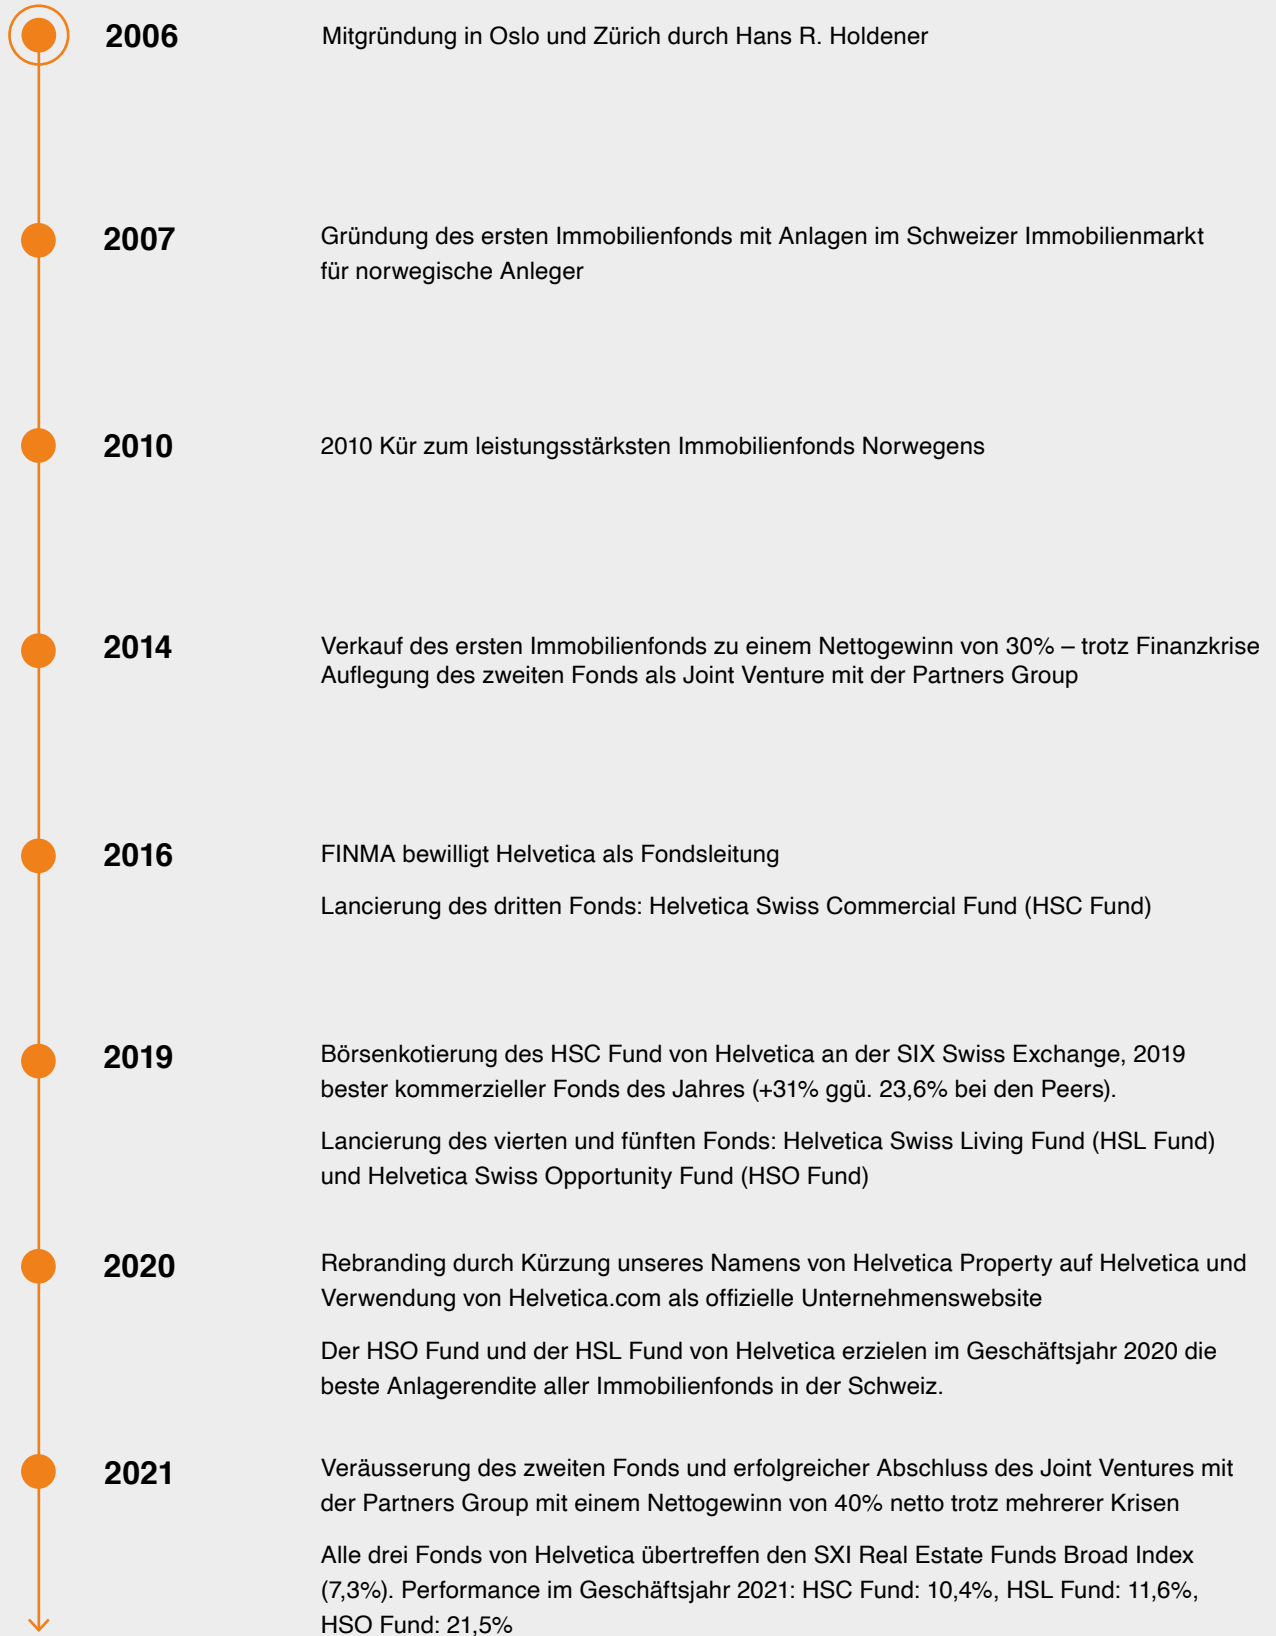 2006
Mitgründung in Oslo und Zürich durch Hans R. Holdener
2007
Gründung des ersten Immobilienfonds mit Anlagen im Schweizer Immobilienmarkt
für norwegische Anleger
2010
2010 Kür zum leistungsstärksten Immobilienfonds Norwegens
2014
Verkauf des ersten Immobilienfonds zu einem Nettogewinn von 30% – trotz Finanzkrise
Auflegung des zweiten Fonds als Joint Venture mit der Partners Group
2016
FINMA bewilligt Helvetica als Fondsleitung
Lancierung des dritten Fonds: Helvetica Swiss Commercial Fund (HSC Fund)
2019
Börsenkotierung des HSC Fund von Helvetica an der SIX Swiss Exchange, 2019
bester kommerzieller Fonds des Jahres (+31% ggü. 23,6% bei den Peers).
Lancierung des vierten und fünften Fonds: Helvetica Swiss Living Fund (HSL Fund)
und Helvetica Swiss Opportunity Fund (HSO Fund)
2020
Rebranding durch Kürzung unseres Namens von Helvetica Property auf Helvetica und
Verwendung von Helvetica.com als offizielle Unternehmenswebsite
Der HSO Fund und der HSL Fund von Helvetica erzielen im Geschäftsjahr 2020 die
beste Anlagerendite aller Immobilienfonds in der Schweiz.
2021
Veräusserung des zweiten Fonds und erfolgreicher Abschluss des Joint Ventures mit
der Partners Group mit einem Nettogewinn von 40% netto trotz mehrerer Krisen
Alle drei Fonds von Helvetica übertreffen den SXI Real Estate Funds Broad Index
(7,3%). Performance im Geschäftsjahr 2021: HSC Fund: 10,4%, HSL Fund: 11,6%,
HSO Fund: 21,5%